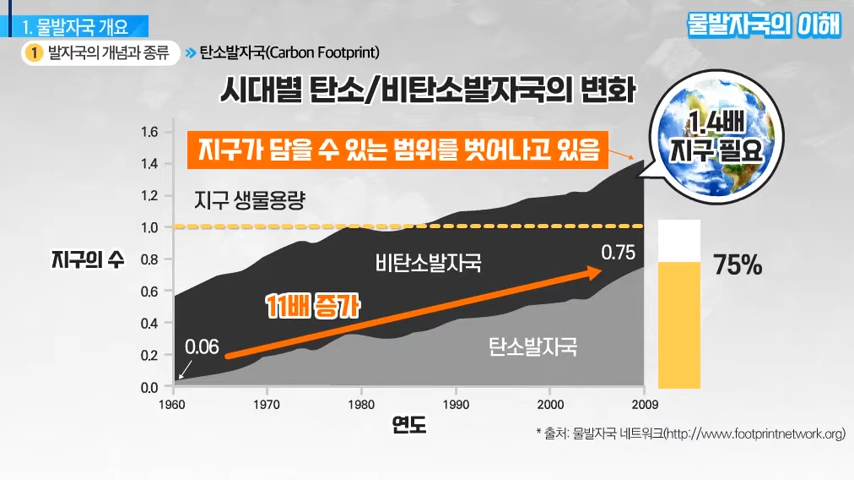 1. 물발자국 개요
물발자국의 이해
1 발자국의 개념과 종류
탄소발자국(Carbon Footprint)
시대별 탄소/비탄소발자국의 변화
1.4배
지구 필요
지구가 담을 수 있는 범위를 벗어나고 있음
지구 생물용량
지구의 수
1.6
1.4
1.2
1.0
0.8
0.6
0.4
0.2
0.0
비탄소발자국
0.75
75%
11배 증가
0.06
탄소발자국
1960
1970
1980
1990
2000
2009
연도
* 출처: 물발자국 네트워크(http://www.footprintnetwork.org)